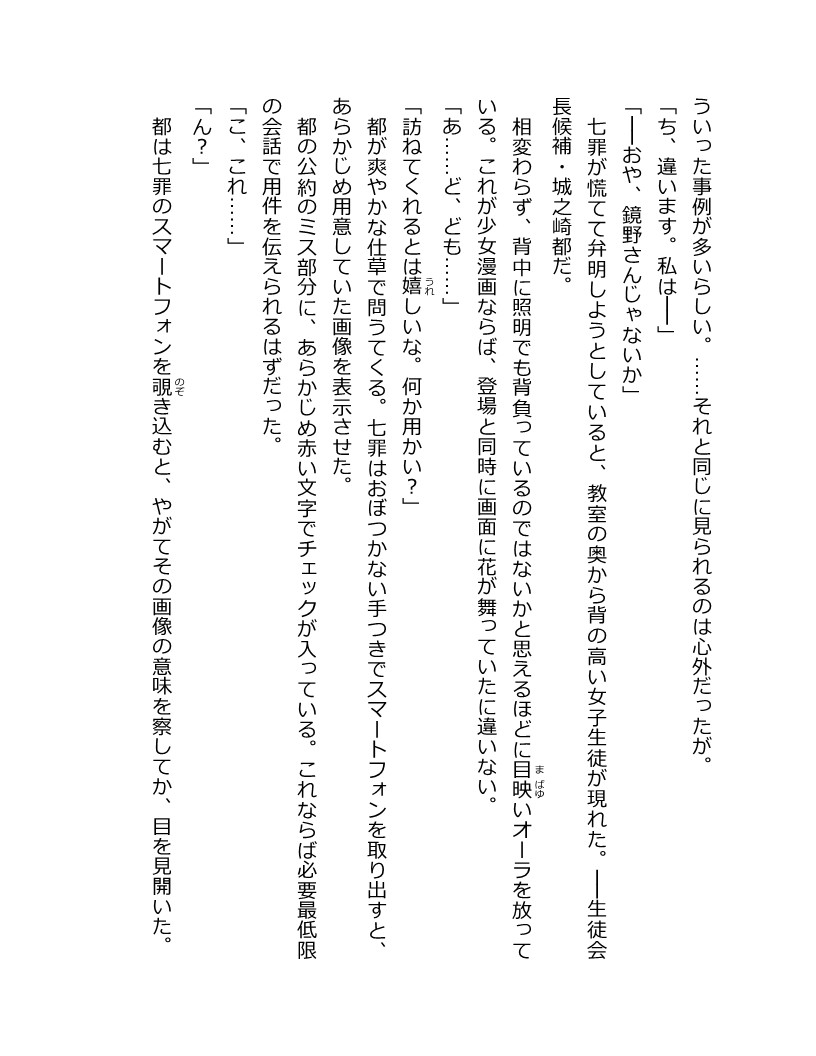 ういった事例が多いらしい。……それと同じに見られるのは心外だったが。
「ち、違います。私は――」
「――おや、鏡野さんじゃないか」
　七罪が慌てて弁明しようとしていると、教室の奥から背の高い女子生徒が現れた。――生徒会
長候補・城之崎都だ。
　相変わらず、背中に照明でも背負っているのではないかと思えるほどに目映いオーラを放って
いる。これが少女漫画ならば、登場と同時に画面に花が舞っていたに違いない。
「あ……ど、ども……」
「訪ねてくれるとは嬉しいな。何か用かい？」
　都が爽やかな仕草で問うてくる。七罪はおぼつかない手つきでスマートフォンを取り出すと、
あらかじめ用意していた画像を表示させた。
　都の公約のミス部分に、あらかじめ赤い文字でチェックが入っている。これならば必要最低限
の会話で用件を伝えられるはずだった。
「こ、これ……」
「ん？」
　都は七罪のスマートフォンを覗き込むと、やがてその画像の意味を察してか、目を見開いた。